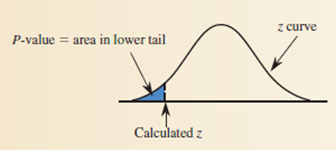 z curve
P-value = area in lower tail
Calculated z